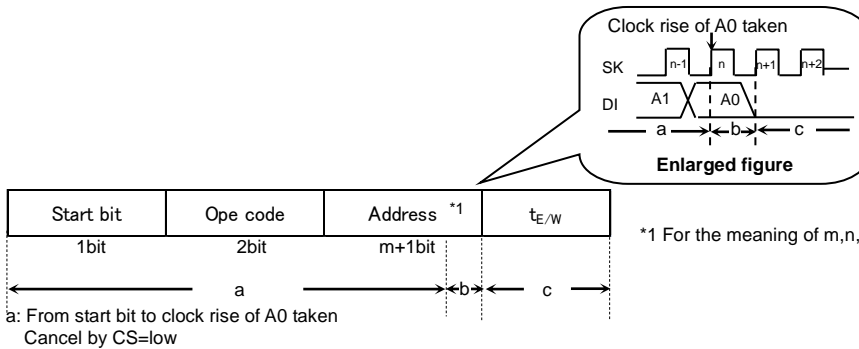 Clock rise of A0 taken
SK n-1 n n+1 n+2
DI A1 A0
a b c
Enlarged figure
Start bit Ope code Address *1 tE/W
1bit 2bit m+1bit
*1 For the meaning of m,n,
a b c
a: From start bit to clock rise of A0 taken
Cancel by CS=low